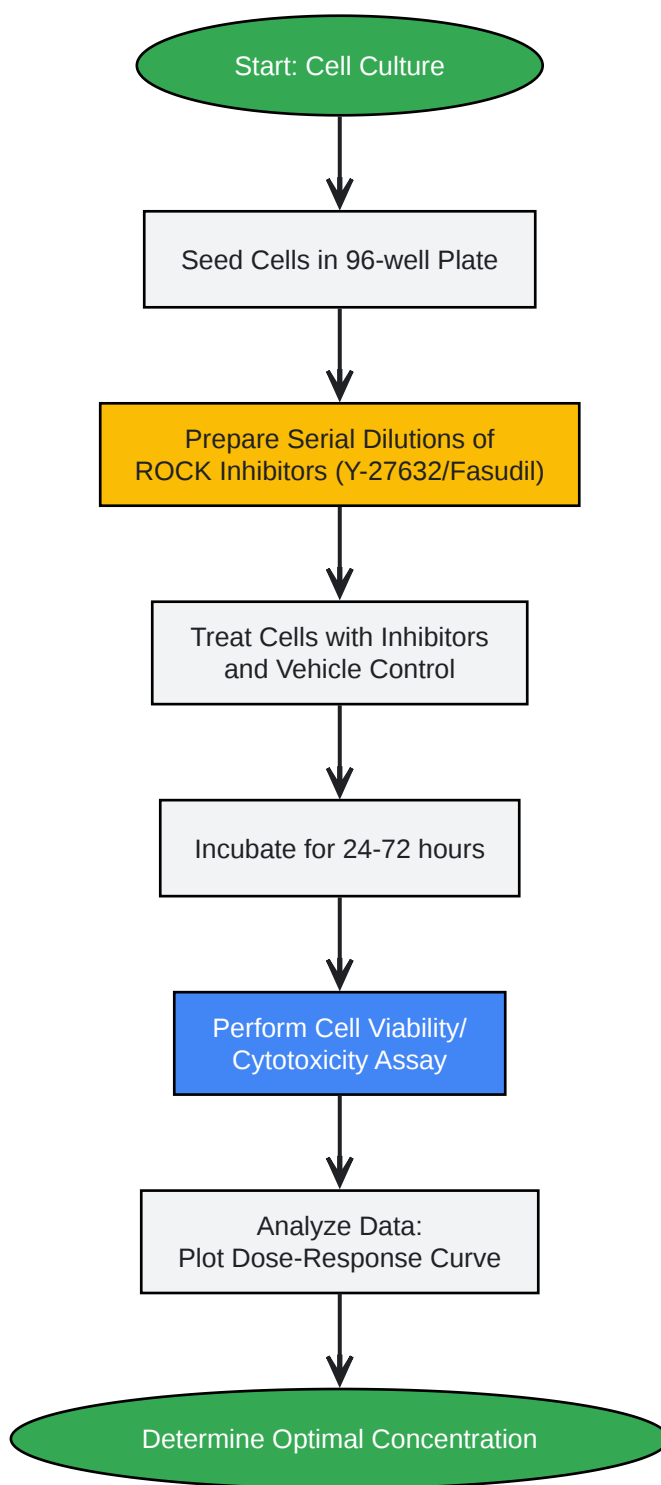 Start: Cell Culture
Seed Cells in 96-well Plate
Prepare Serial Dilutions of
ROCK Inhibitors (Y-27632/Fasudil)
Treat Cells with Inhibitors
and Vehicle Control
Incubate for 24-72 hours
Perform Cell Viability/
Cytotoxicity Assay
Analyze Data:
Plot Dose-Response Curve
Determine Optimal Concentration